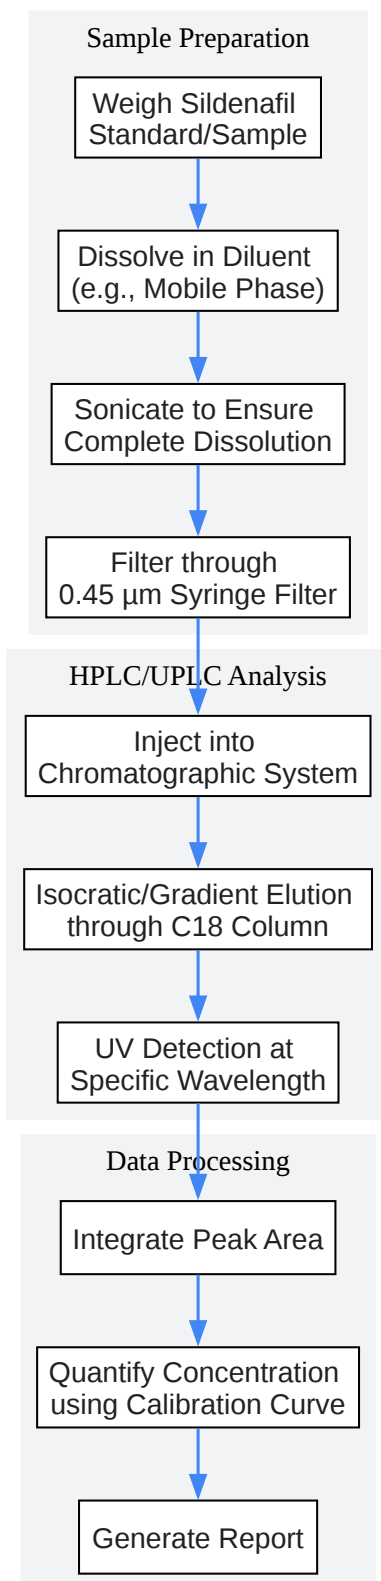 Sample Preparation
Weigh Sildenafil
Standard/Sample
Dissolve in Diluent
(e.g., Mobile Phase)
Sonicate to Ensure
Complete Dissolution
Filter through
0.45 µm Syringe Filter
HPLC/UPLC Analysis
Inject into
Chromatographic System
Isocratic/Gradient Elution
through C18 Column
UV Detection at
Specific Wavelength
Data Processing
Integrate Peak Area
Quantify Concentration
using Calibration Curve
Generate Report